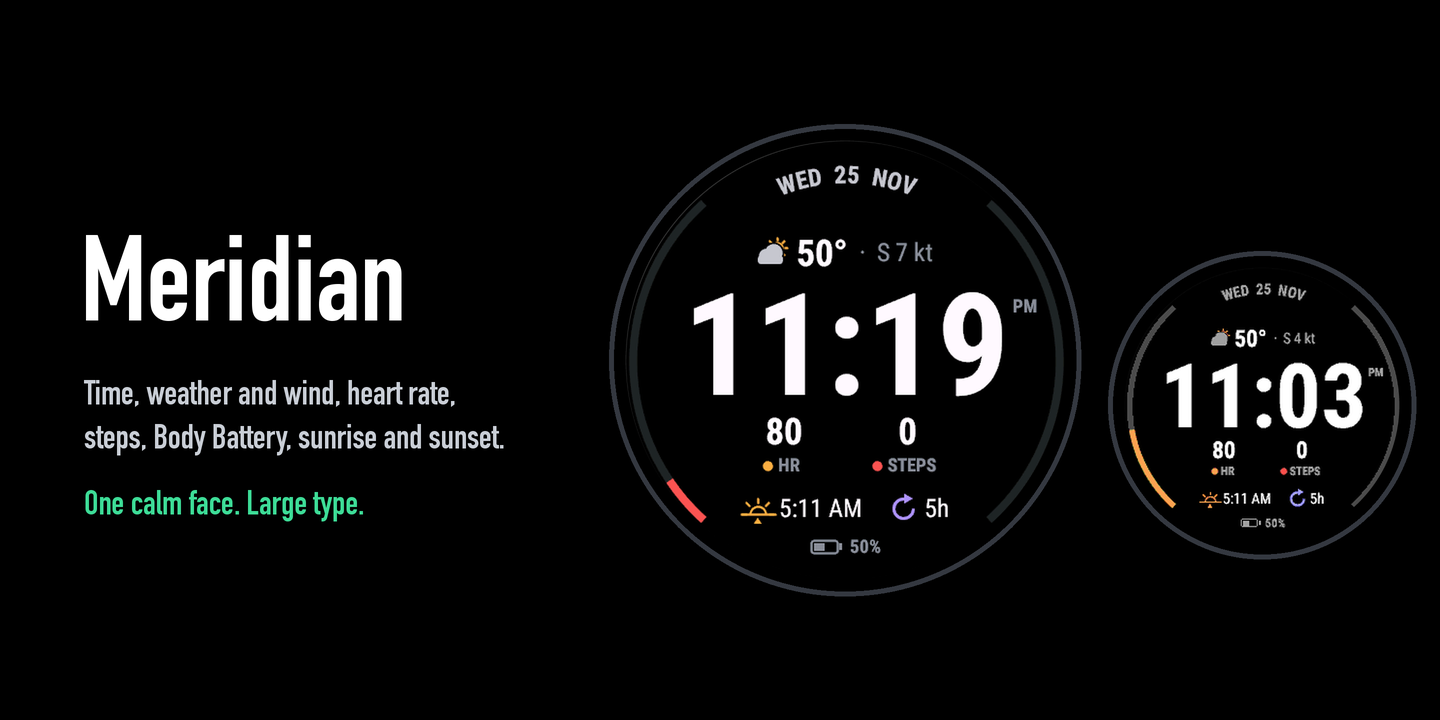 Meridian
Time, weather and wind, heart rate,
steps, Body Battery, sunrise and sunset.
One calm face. Large type.
WED 25 NOV
50° · S 7 kt
11:19 PM
80 0
HR STEPS
5:11 AM 5h
50%
WED 25 NOV
50° · S 4 kt
11:03 PM
80 0
HR STEPS
5:11 AM 5h
50%